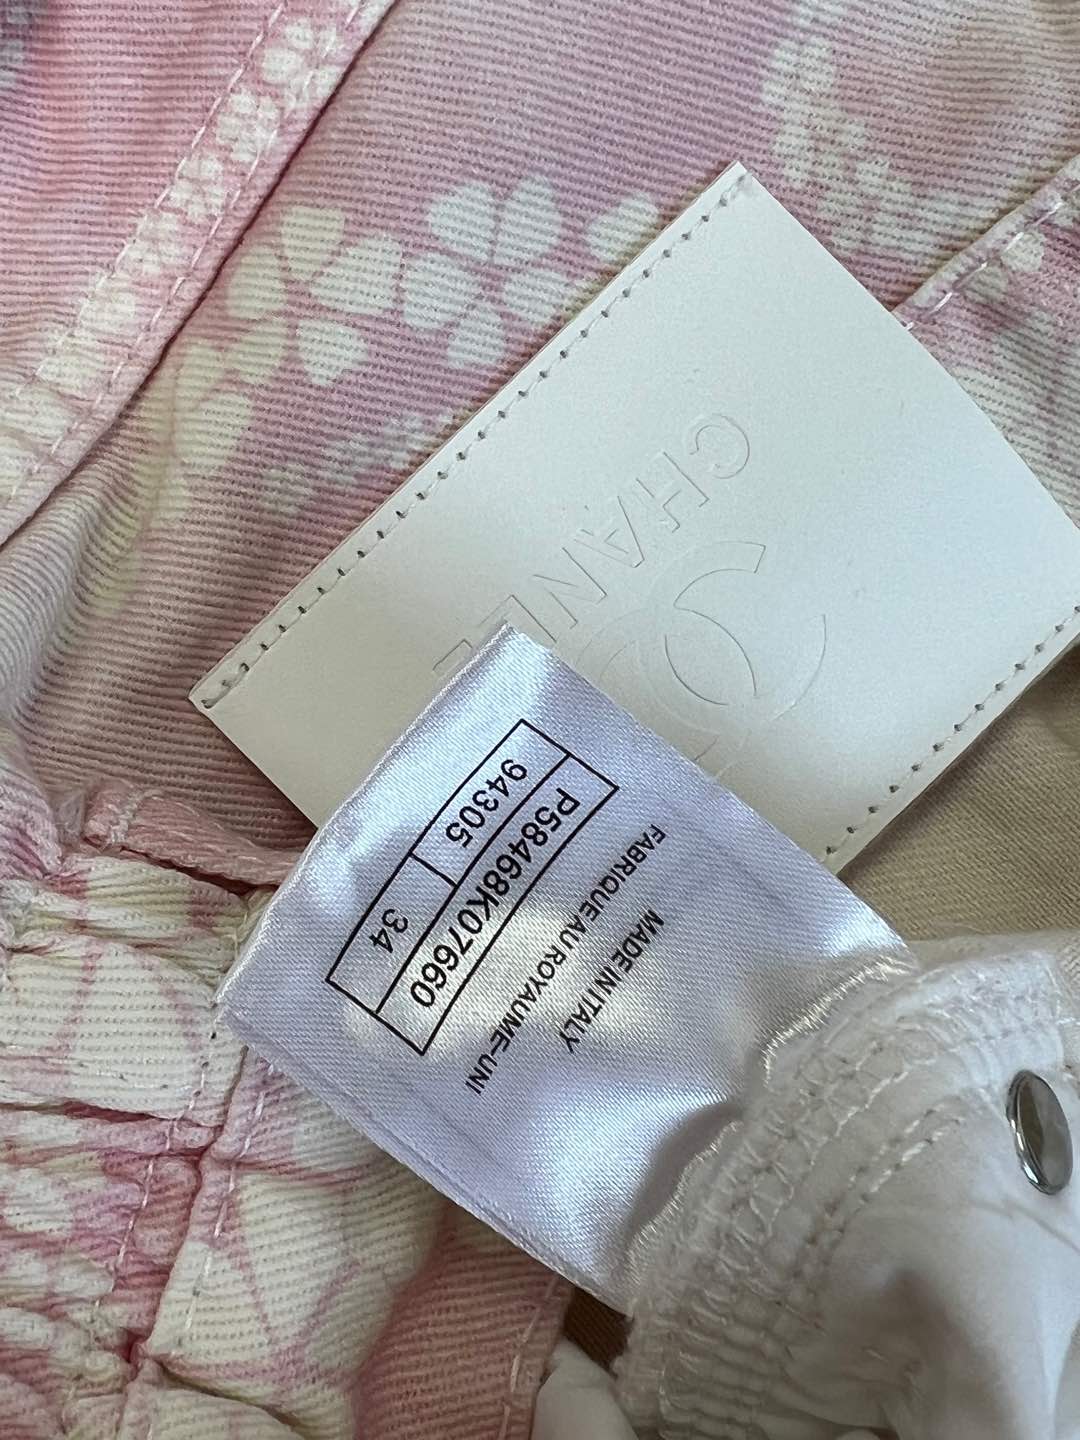 CHANEL
94305 34
P58468K07660
FABRIQUE AU ROYAUME-UNI
MADE IN ITALY